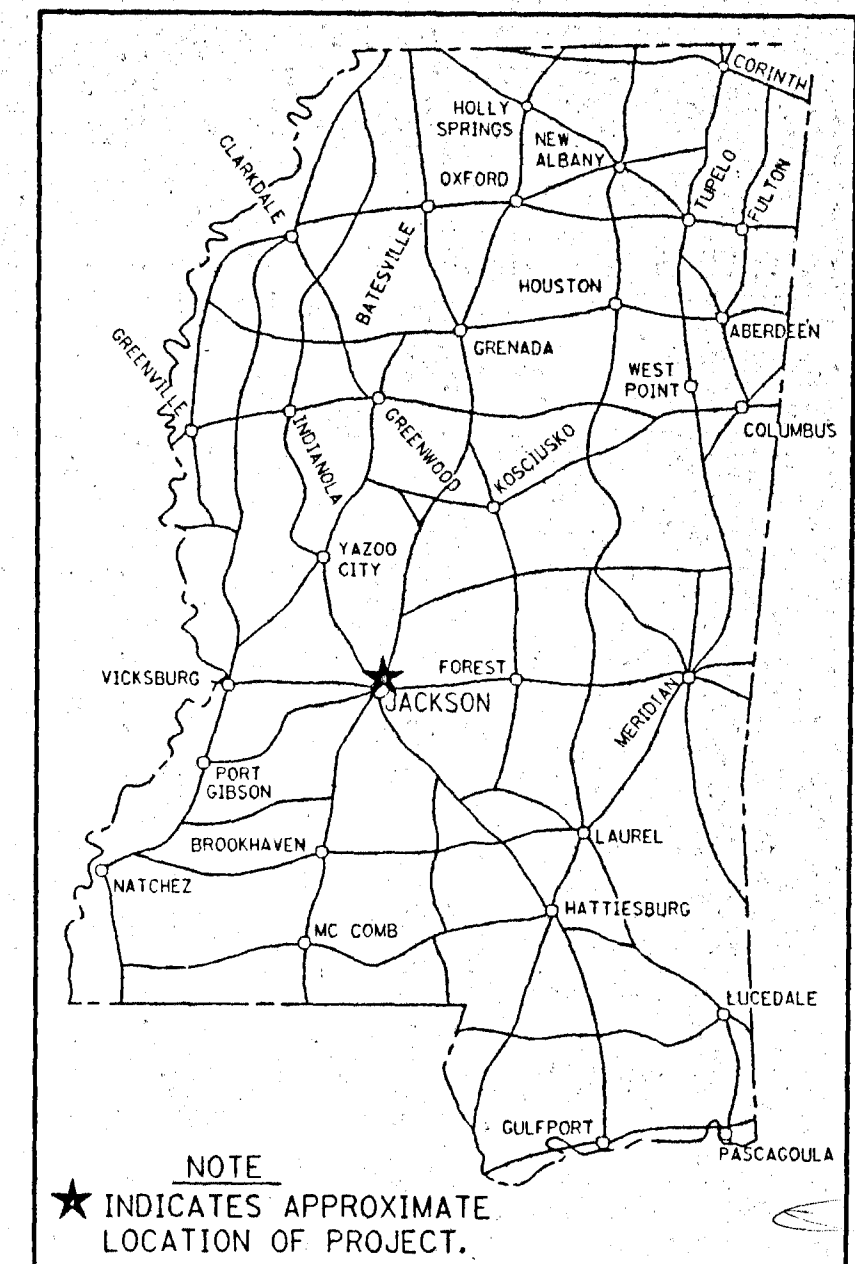 CORINTH
HOLLY
SPRINGS
NEW
ALBANY
CLARKDALE
OXFORD
TUPELO
FULTON
BATESVILLE
HOUSTON
GREENVILLE
GRENADA
ABERDEEN
WEST
POINT
INDIANOLA
GREENWOOD
KOSCIUSKO
COLUMBUS
YAZOO
CITY
VICKSBURG
FOREST
JACKSON
MERIDIAN
PORT
GIBSON
BROOKHAVEN
LAUREL
NATCHEZ
HATTIESBURG
MC COMB
LUCEDALE
GULFPORT
PASCAGOULA
NOTE
INDICATES APPROXIMATE
LOCATION OF PROJECT.